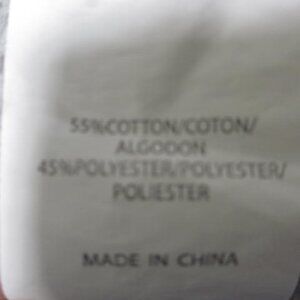 55%COTTON/COTON/
ALGODON
45%POLYESTER/POLYESTER/
POLIESTER
MADE IN CHINA